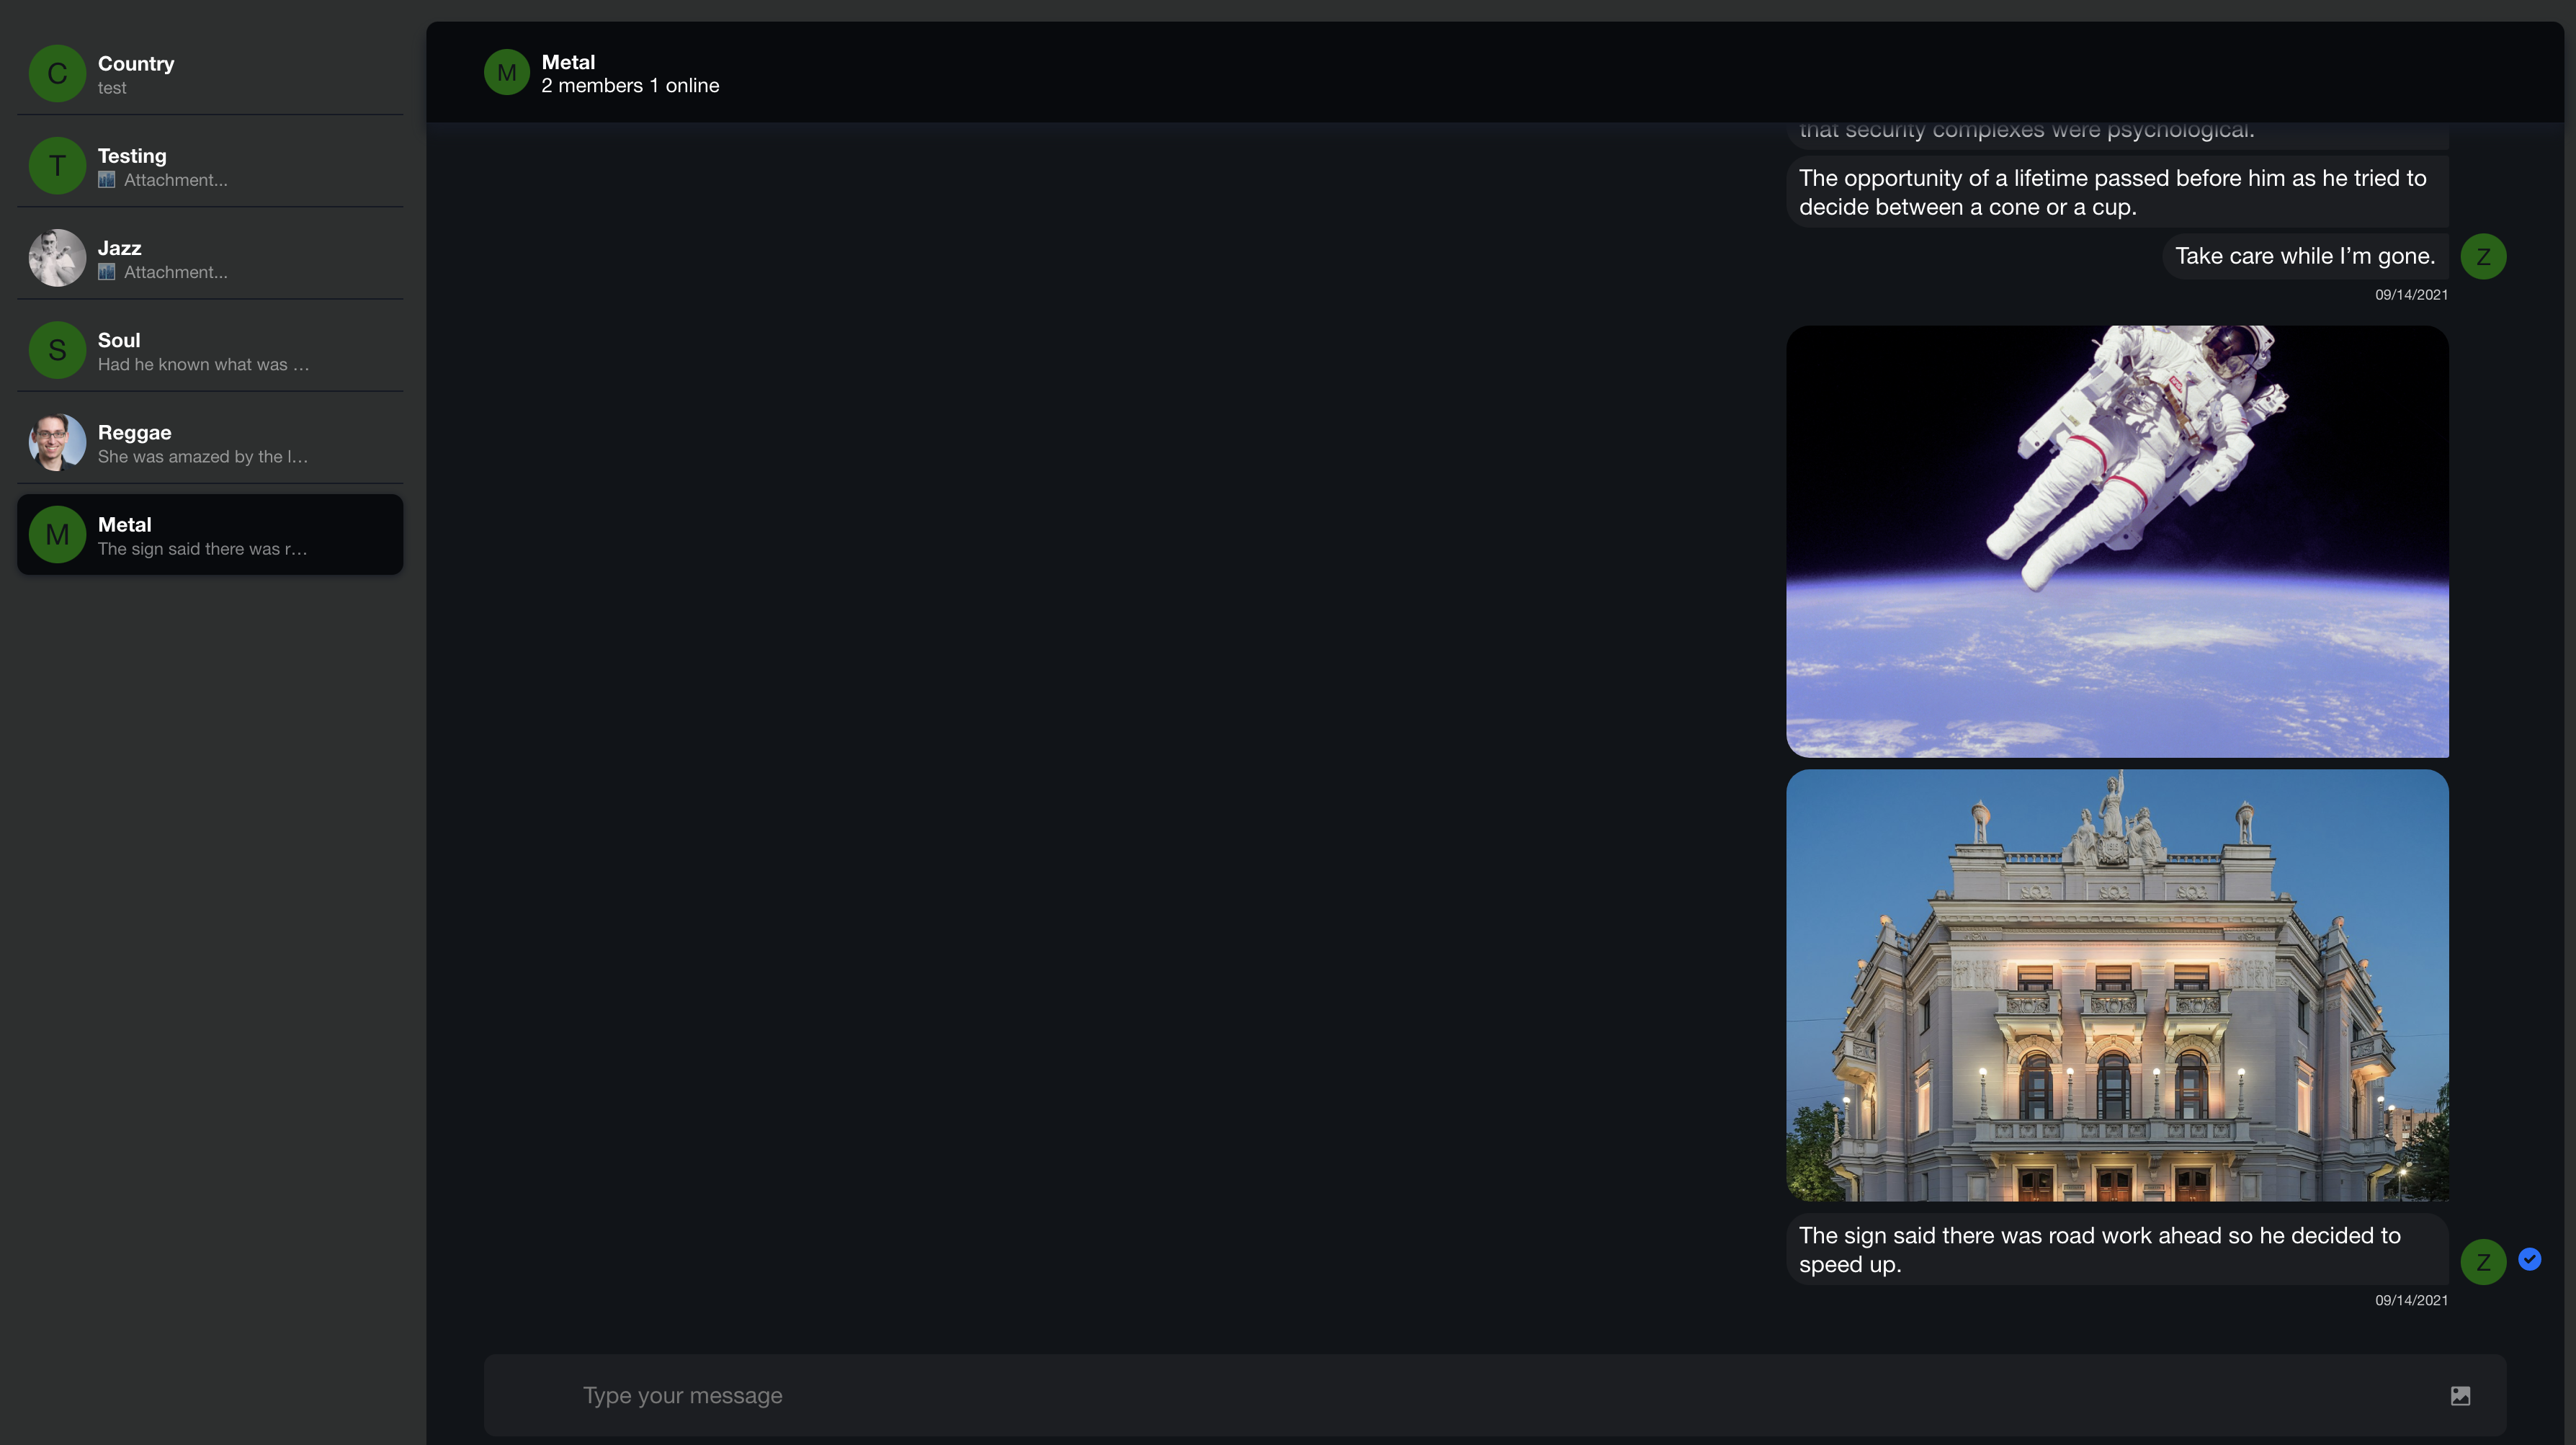 C
Country
test
T
Testing
Attachment...
Jazz
Attachment...
S
Soul
Had he known what was …
Reggae
She was amazed by the l…
M
Metal
The sign said there was r…
M
Metal
2 members 1 online
that security complexes were psychological.
The opportunity of a lifetime passed before him as he tried to
decide between a cone or a cup.
Take care while I’m gone.
Z
09/14/2021
The sign said there was road work ahead so he decided to
speed up.
Z
09/14/2021
Type your message